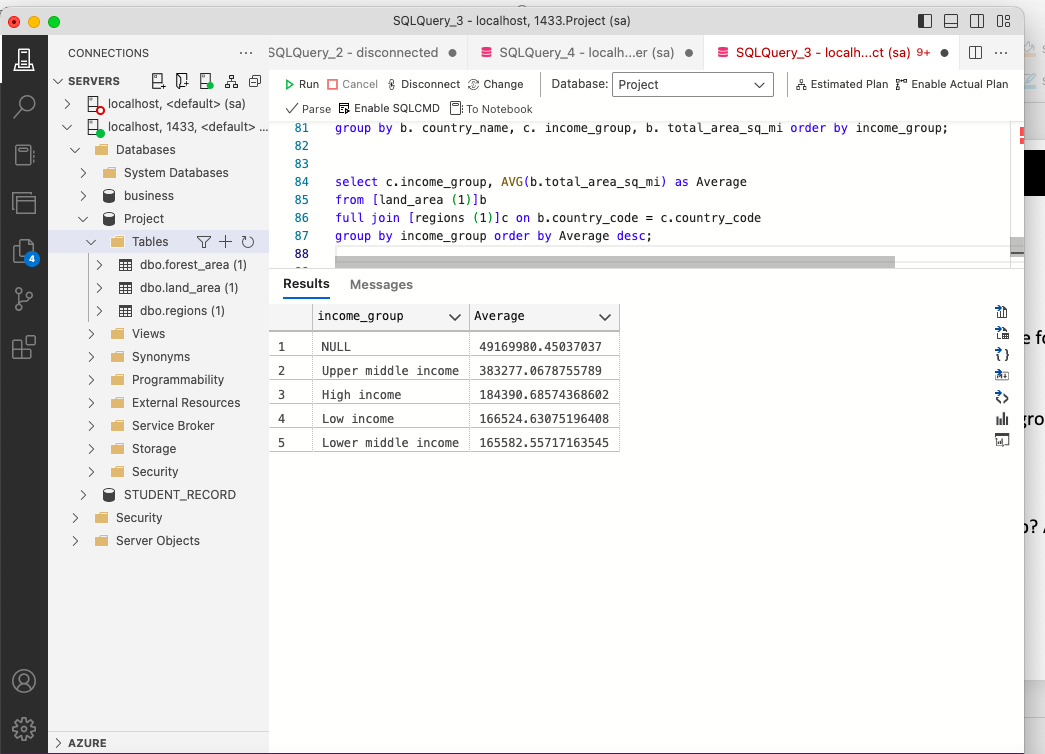 SQLQuery_3 - localhost, 1433.Project (sa)
CONNECTIONS ···
SQLQuery_2 - disconnected
SQLQuery_4 - localh...er (sa)
SQLQuery_3 - localh...ct (sa) 9+
···
SERVERS
Run Cancel Disconnect Change Database: Project Estimated Plan Enable Actual Plan
Parse Enable SQLCMD To Notebook
localhost, <default> (sa)
localhost, 1433, <default> ...
Databases
System Databases
business
Project
Tables
dbo.forest_area (1)
dbo.land_area (1)
dbo.regions (1)
Views
Synonyms
Programmability
External Resources
Service Broker
Storage
Security
STUDENT_RECORD
Security
Server Objects
AZURE
4
81 group by b. country_name, c. income_group, b. total_area_sq_mi order by income_group;
82
83
84 select c.income_group, AVG(b.total_area_sq_mi) as Average
85 from [land_area (1)]b
86 full join [regions (1)]c on b.country_code = c.country_code
87 group by income_group order by Average desc;
88
Results Messages
income_group Average
1 NULL 49169980.45037037
2 Upper middle income 383277.0678755789
3 High income 184390.68574368602
4 Low income 166524.63075196408
5 Lower middle income 165582.55717163545